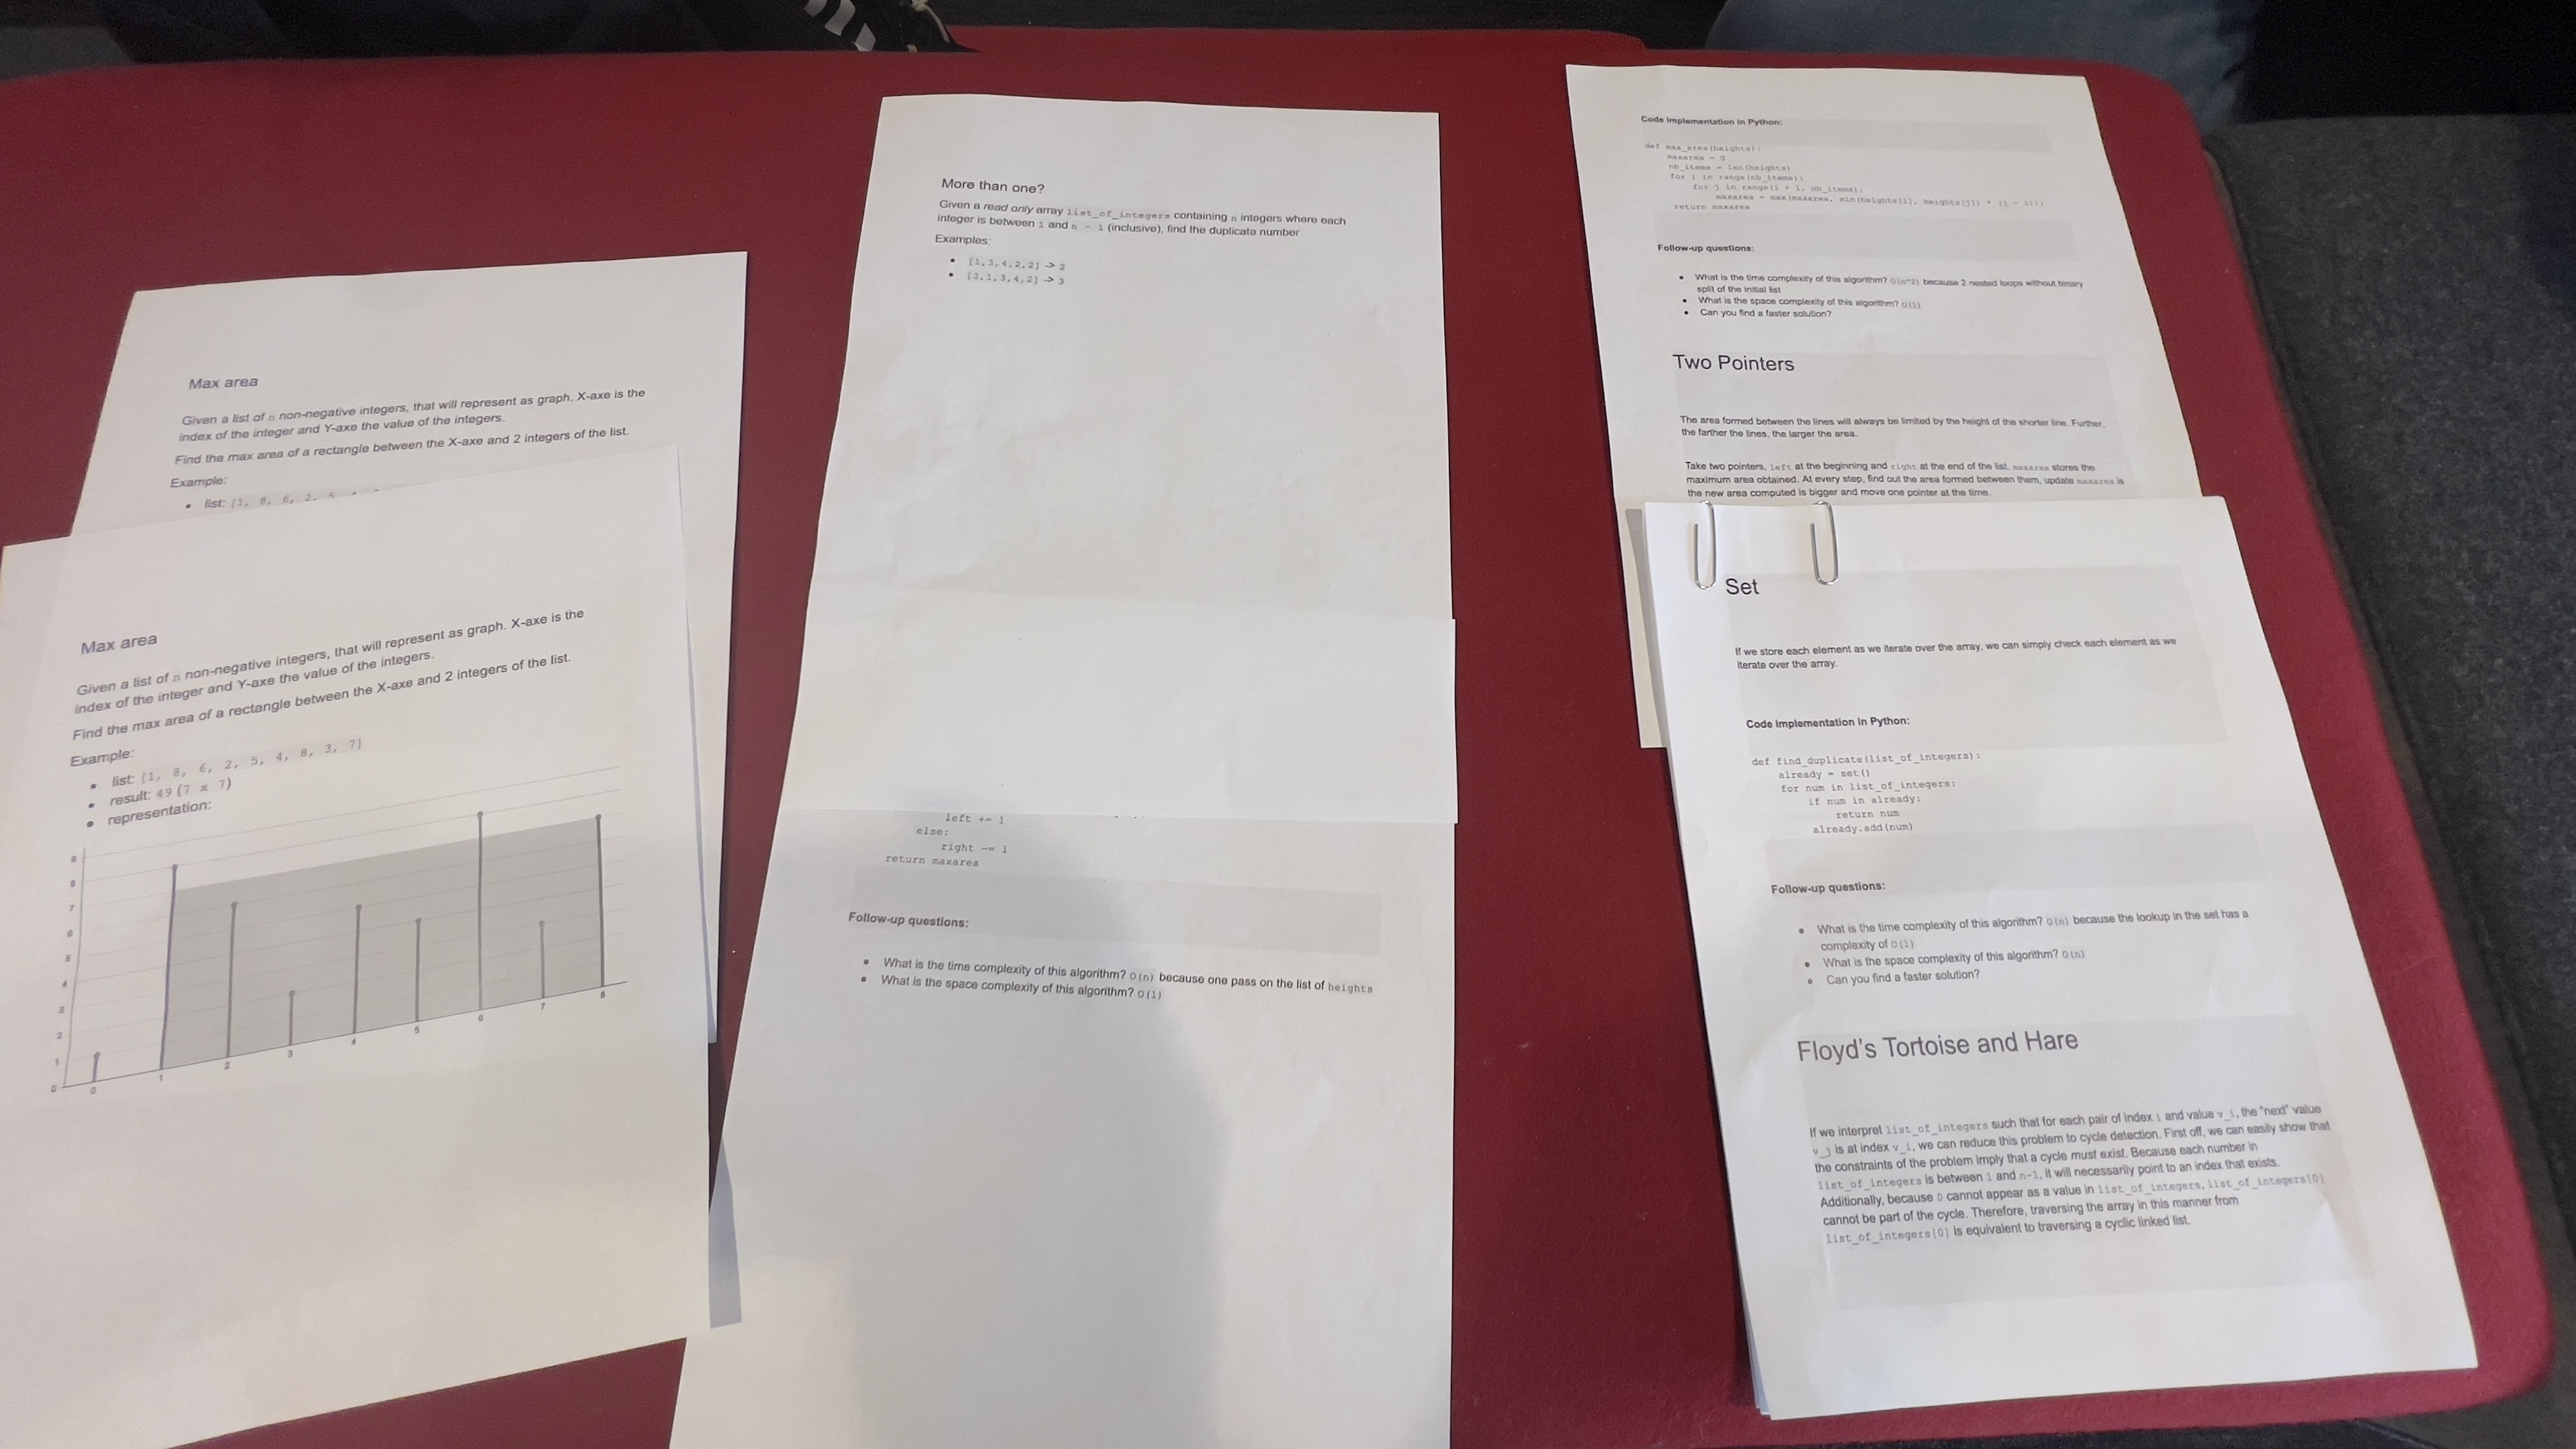 Max area
Given a list of n non-negative integers, that will represent as graph. X-axe is the
index of the integer and Y-axe the value of the integers.
Find the max area of a rectangle between the X-axe and 2 integers of the list.
Example:
list: [1, 8, 6, 2, 5, 4
Max area
Given a list of n non-negative integers, that will represent as graph. X-axe is the
index of the integer and Y-axe the value of the integers.
Find the max area of a rectangle between the X-axe and 2 integers of the list.
Example:
list: [1, 8, 6, 2, 5, 4, 8, 3, 7]
result: 49 (7 x 7)
representation:
9
8
7
6
5
4
3
2
1
0
0 1 2 3 4 5 6 7 8
More than one?
Given a read only array list_of_integers containing n integers where each
integer is between 1 and n - 1 (inclusive), find the duplicate number
Examples:
[1,3,4,2,2] -> 2
[3,1,3,4,2] -> 3
left += 1
else:
right -= 1
return maxarea
Follow-up questions:
What is the time complexity of this algorithm? O(n) because one pass on the list of heights
What is the space complexity of this algorithm? O(1)
Code implementation in Python:
def max_area(heights):
maxarea = 0
nb_items = len(heights)
for i in range(nb_items):
for j in range(i + 1, nb_items):
maxarea = max(maxarea, min(heights[i], heights[j]) * (j - i))
return maxarea
Follow-up questions:
What is the time complexity of this algorithm? O(n^2) because 2 nested loops without binary
split of the initial list
What is the space complexity of this algorithm? O(1)
Can you find a faster solution?
Two Pointers
The area formed between the lines will always be limited by the height of the shorter line. Further,
the farther the lines, the larger the area.
Take two pointers, left at the beginning and right at the end of the list, maxarea stores the
maximum area obtained. At every step, find out the area formed between them, update maxarea is
the new area computed is bigger and move one pointer at the time.
Set
If we store each element as we iterate over the array, we can simply check each element as we
iterate over the array.
Code implementation in Python:
def find_duplicate(list_of_integers):
already = set()
for num in list_of_integers:
if num in already:
return num
already.add(num)
Follow-up questions:
What is the time complexity of this algorithm? O(n) because the lookup in the set has a
complexity of O(1)
What is the space complexity of this algorithm? O(n)
Can you find a faster solution?
Floyd's Tortoise and Hare
If we interpret list_of_integers such that for each pair of index i and value v_i, the "next" value
v_j is at index v_i, we can reduce this problem to cycle detection. First off, we can easily show that
the constraints of the problem imply that a cycle must exist. Because each number in
list_of_integers is between 1 and n-1, it will necessarily point to an index that exists.
Additionally, because 0 cannot appear as a value in list_of_integers, list_of_integers[0]
cannot be part of the cycle. Therefore, traversing the array in this manner from
list_of_integers[0] is equivalent to traversing a cyclic linked list.